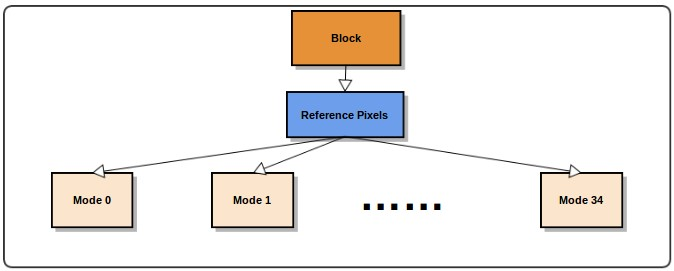 Block
Reference Pixels
Mode 0
Mode 1
......
Mode 34